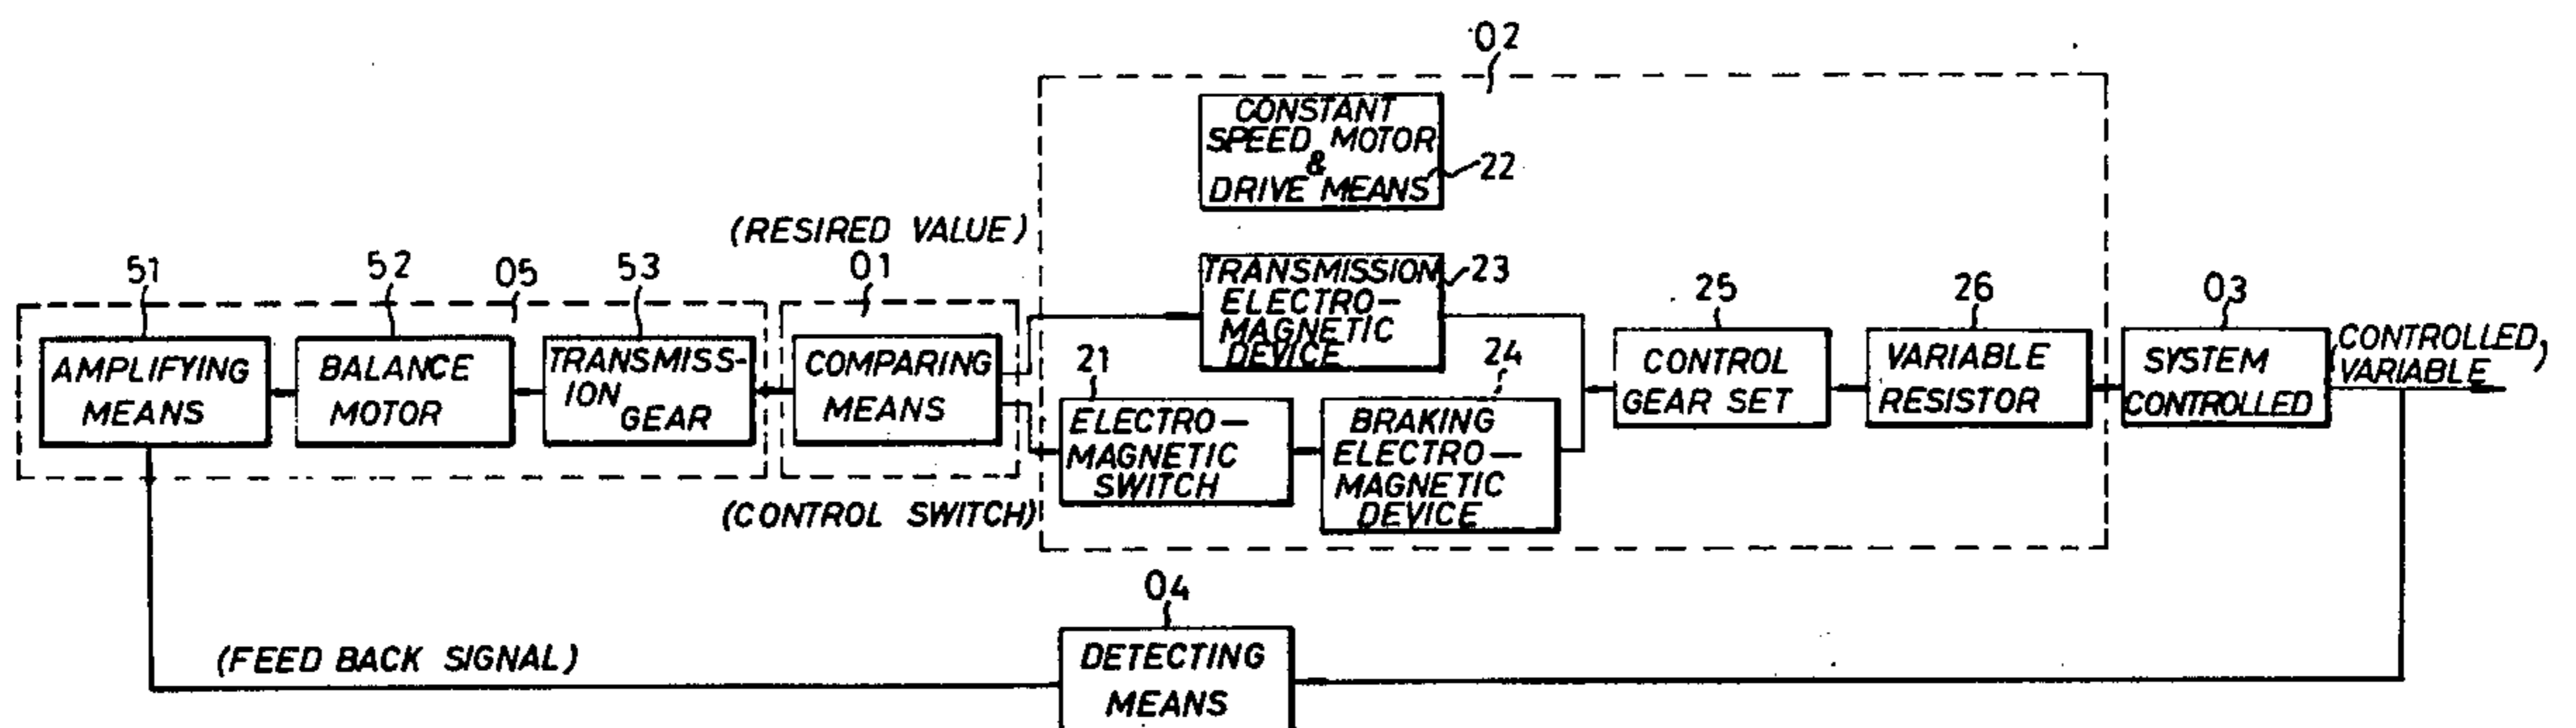 02
CONSTANT
SPEED MOTOR
&
DRIVE MEANS
22
(RESIRED VALUE)
51
52
05
53
01
TRANSMISSION
ELECTRO-
MAGNETIC
DEVICE
23
25
26
03
AMPLIFYING
MEANS
BALANCE
MOTOR
TRANSMISS-
ION
GEAR
COMPARING
MEANS
21
ELECTRO-
MAGNETIC
SWITCH
24
BRAKING
ELECTRO-
MAGNETIC
DEVICE
CONTROL
GEAR SET
VARIABLE
RESISTOR
SYSTEM
CONTROLLED
(CONTROLLED,
VARIABLE
(CONTROL SWITCH)
04
(FEED BACK SIGNAL)
DETECTING
MEANS